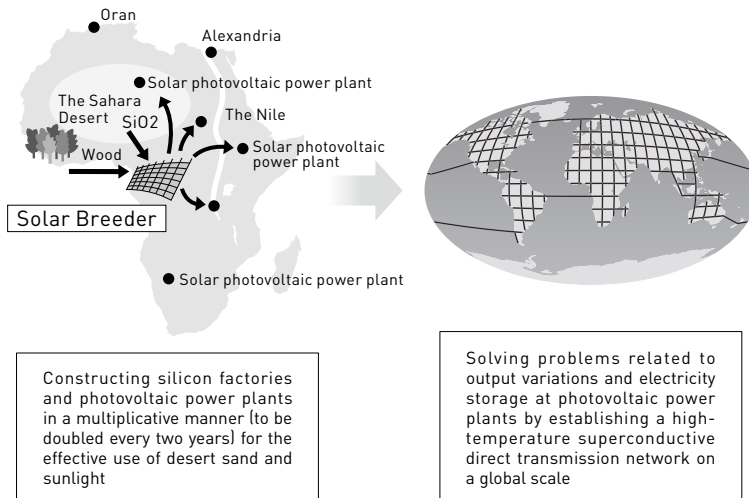 Oran
Alexandria
Solar photovoltaic power plant
The Sahara
Desert
SiO2
The Nile
Wood
Solar photovoltaic
power plant
Solar Breeder
Solar photovoltaic power plant
Constructing silicon factories
and photovoltaic power plants
in a multiplicative manner (to be
doubled every two years) for the
effective use of desert sand and
sunlight
Solving problems related to
output variations and electricity
storage at photovoltaic power
plants by establishing a high-
temperature superconductive
direct transmission network on
a global scale